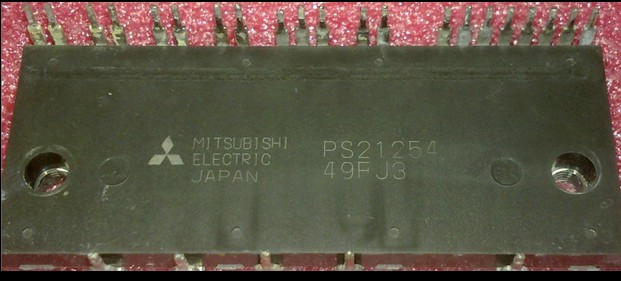 MITSUBISHI
ELECTRIC
JAPAN
PS21254
49FJ3